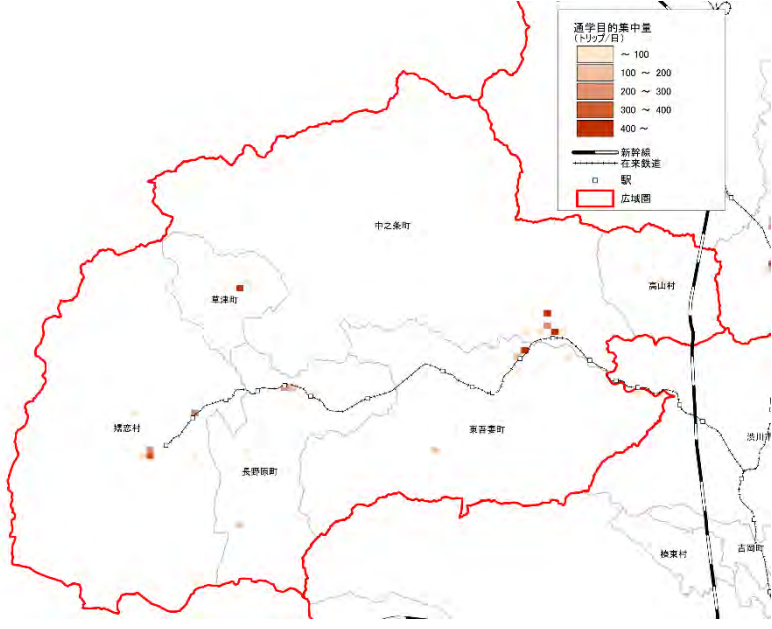 通学目的集中量
(トリップ/日)
~ 100
100 ~ 200
200 ~ 300
300 ~ 400
400 ~
新幹線
在来鉄道
駅
広域圏
中之条町
高山村
草津町
嬬恋村
東吾妻町
長野原町
渋川市
榛東村
吉岡町